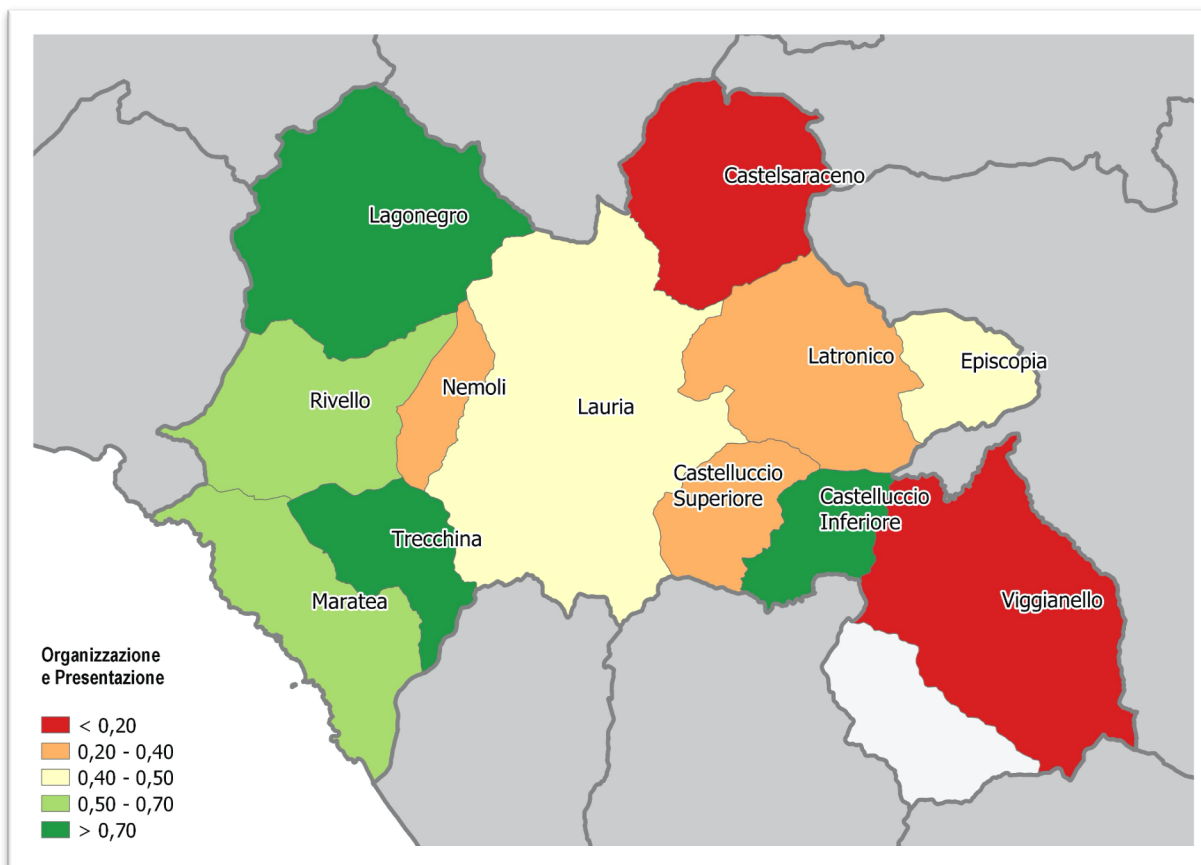 Castelsaraceno
Lagonegro
Latronico
Episcopia
Nemoli
Rivello
Lauria
Castelluccio
Superiore
Castelluccio
Inferiore
Trecchina
Maratea
Viggianello
Organizzazione
e Presentazione
< 0,20
0,20 - 0,40
0,40 - 0,50
0,50 - 0,70
> 0,70